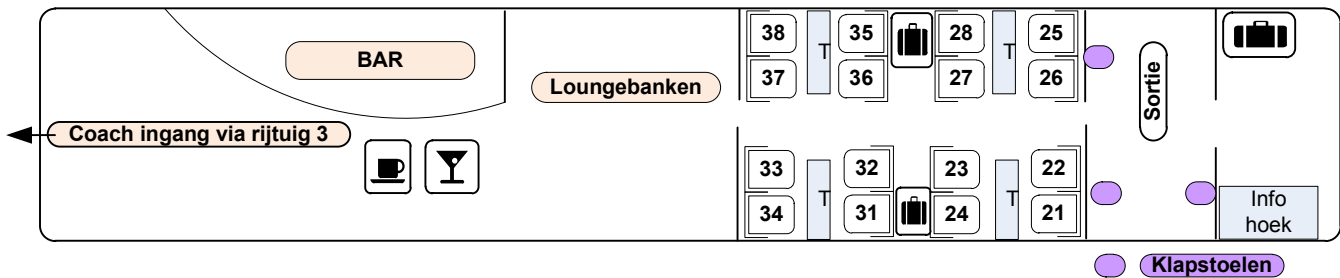 38 T 35 28 T 25
BAR
37 36 27 26
Loungebanken
Sortie
Coach ingang via rijtuig 3
33 T 32 23 T 22
34 31 24 21
Info
hoek
Klapstoelen